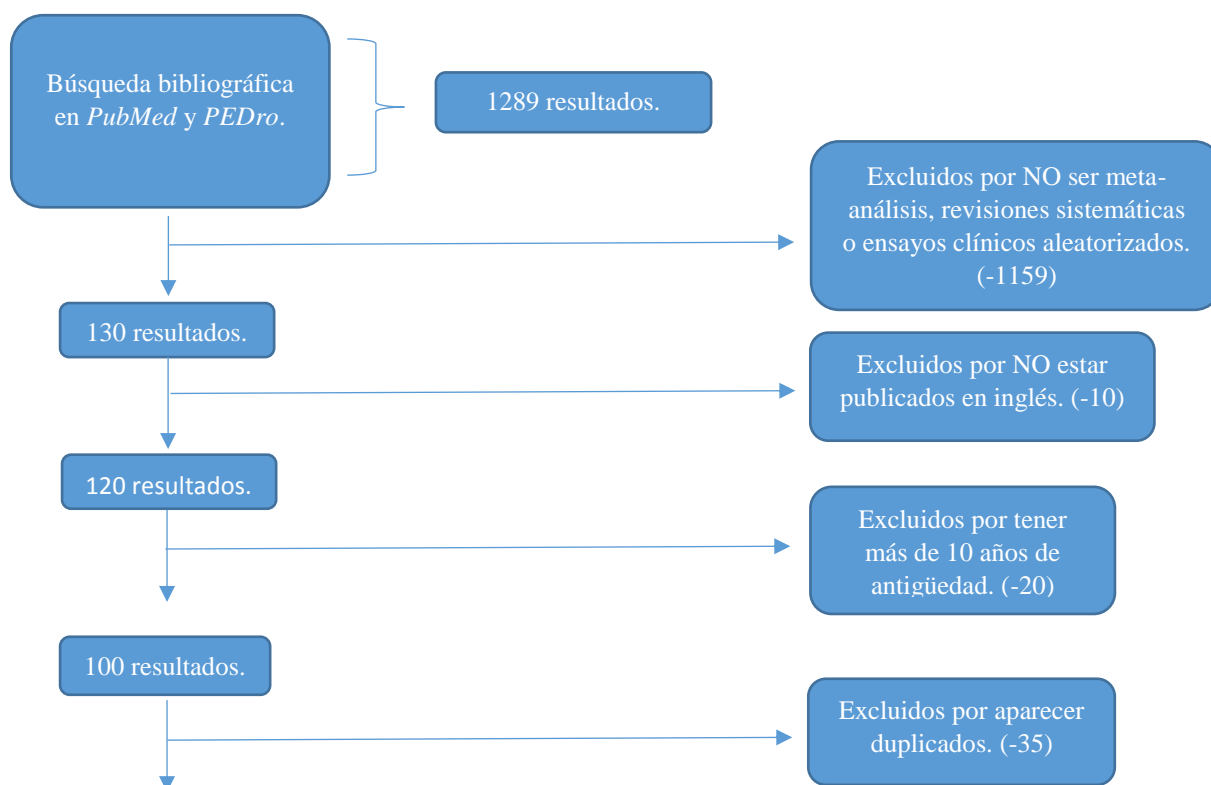 Búsqueda bibliográfica
en PubMed y PEDro.
1289 resultados.
Excluidos por NO ser meta-
análisis, revisiones sistemáticas
o ensayos clínicos aleatorizados.
(-1159)
130 resultados.
Excluidos por NO estar
publicados en inglés. (-10)
120 resultados.
Excluidos por tener
más de 10 años de
antigüedad. (-20)
100 resultados.
Excluidos por aparecer
duplicados. (-35)